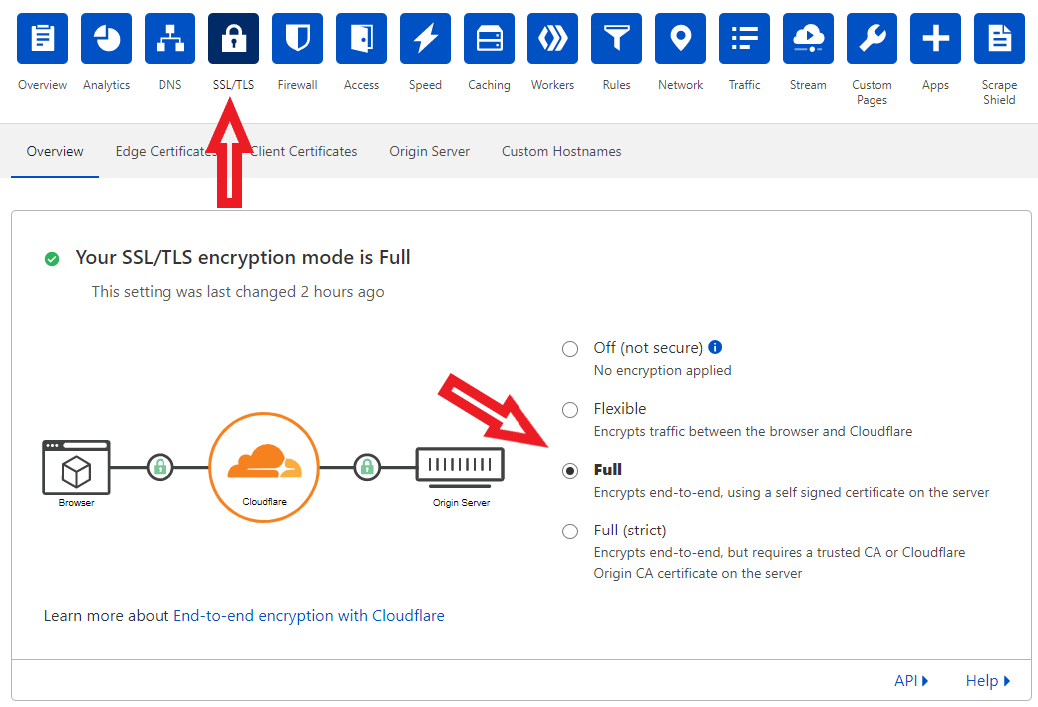 Overview Analytics DNS SSL/TLS Firewall Access Speed Caching Workers Rules Network Traffic Stream Custom Pages Apps Scrape Shield
Overview Edge Certificates Client Certificates Origin Server Custom Hostnames
Your SSL/TLS encryption mode is Full
This setting was last changed 2 hours ago
Off (not secure)
No encryption applied
Flexible
Encrypts traffic between the browser and Cloudflare
Full
Encrypts end-to-end, using a self signed certificate on the server
Full (strict)
Encrypts end-to-end, but requires a trusted CA or Cloudflare
Origin CA certificate on the server
Browser Cloudflare Origin Server
Learn more about End-to-end encryption with Cloudflare
API Help